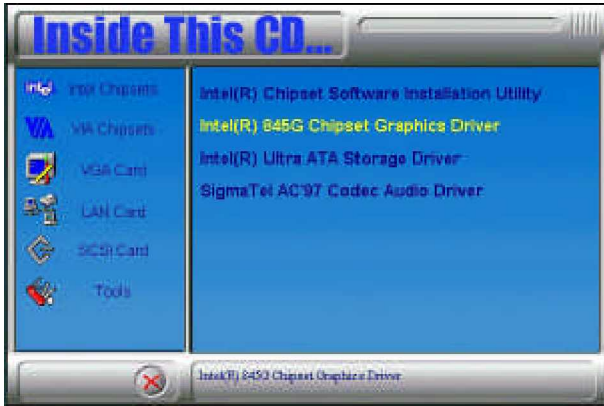 Inside This CD...
intel Intel Chipsets
VIA VIA Chipsets
VGA Card
LAN Card
SCSI Card
Tools
Intel(R) Chipset Software Installation Utility
Intel(R) 845G Chipset Graphics Driver
Intel(R) Ultra ATA Storage Driver
SigmaTel AC'97 Codec Audio Driver
Intel(R) 845G Chipset Graphics Driver